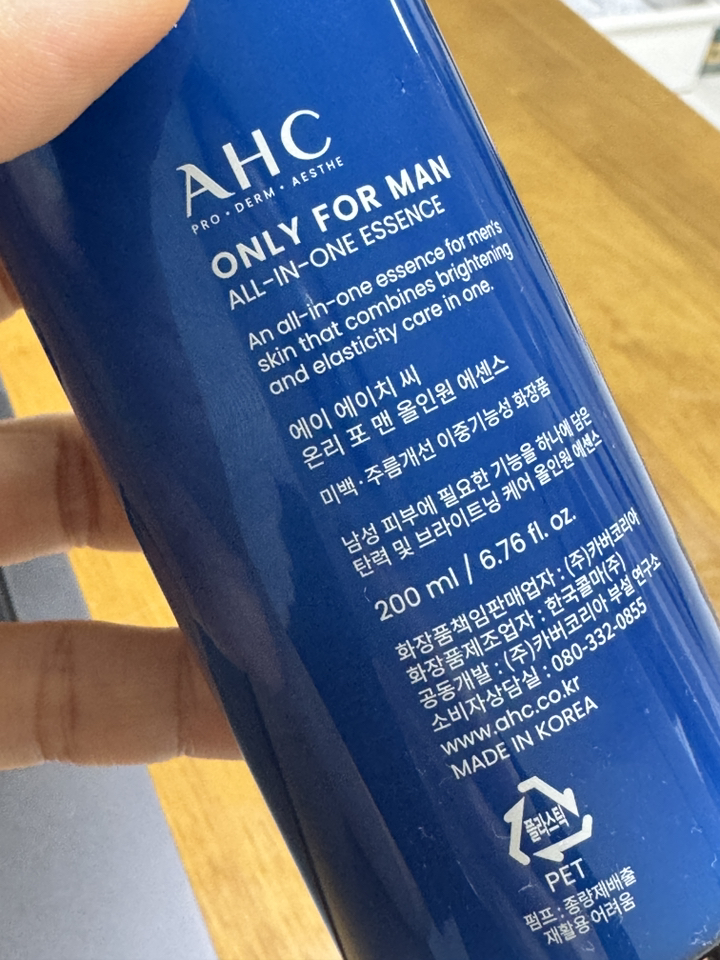 AHC
PRO • DERM • AESTHE
ONLY FOR MAN
ALL-IN-ONE ESSENCE
An all-in-one essence for men's
skin that combines brightening
and elasticity care in one.
에이 에이치 씨
온리 포 맨 올인원 에센스
미백·주름개선 이중기능성 화장품
남성 피부에 필요한 기능을 하나에 담은
탄력 및 브라이트닝 케어 올인원 에센스
200 ml / 6.76 fl. oz.
화장품책임판매업자 : (주)카버코리아
화장품제조업자 : 한국콜마(주)
공동개발 : (주)카버코리아 부설 연구소
소비자상담실 : 080-332-0855
www.ahc.co.kr
MADE IN KOREA
플라스틱
PET
펌프 : 종량제배출
재활용 어려움